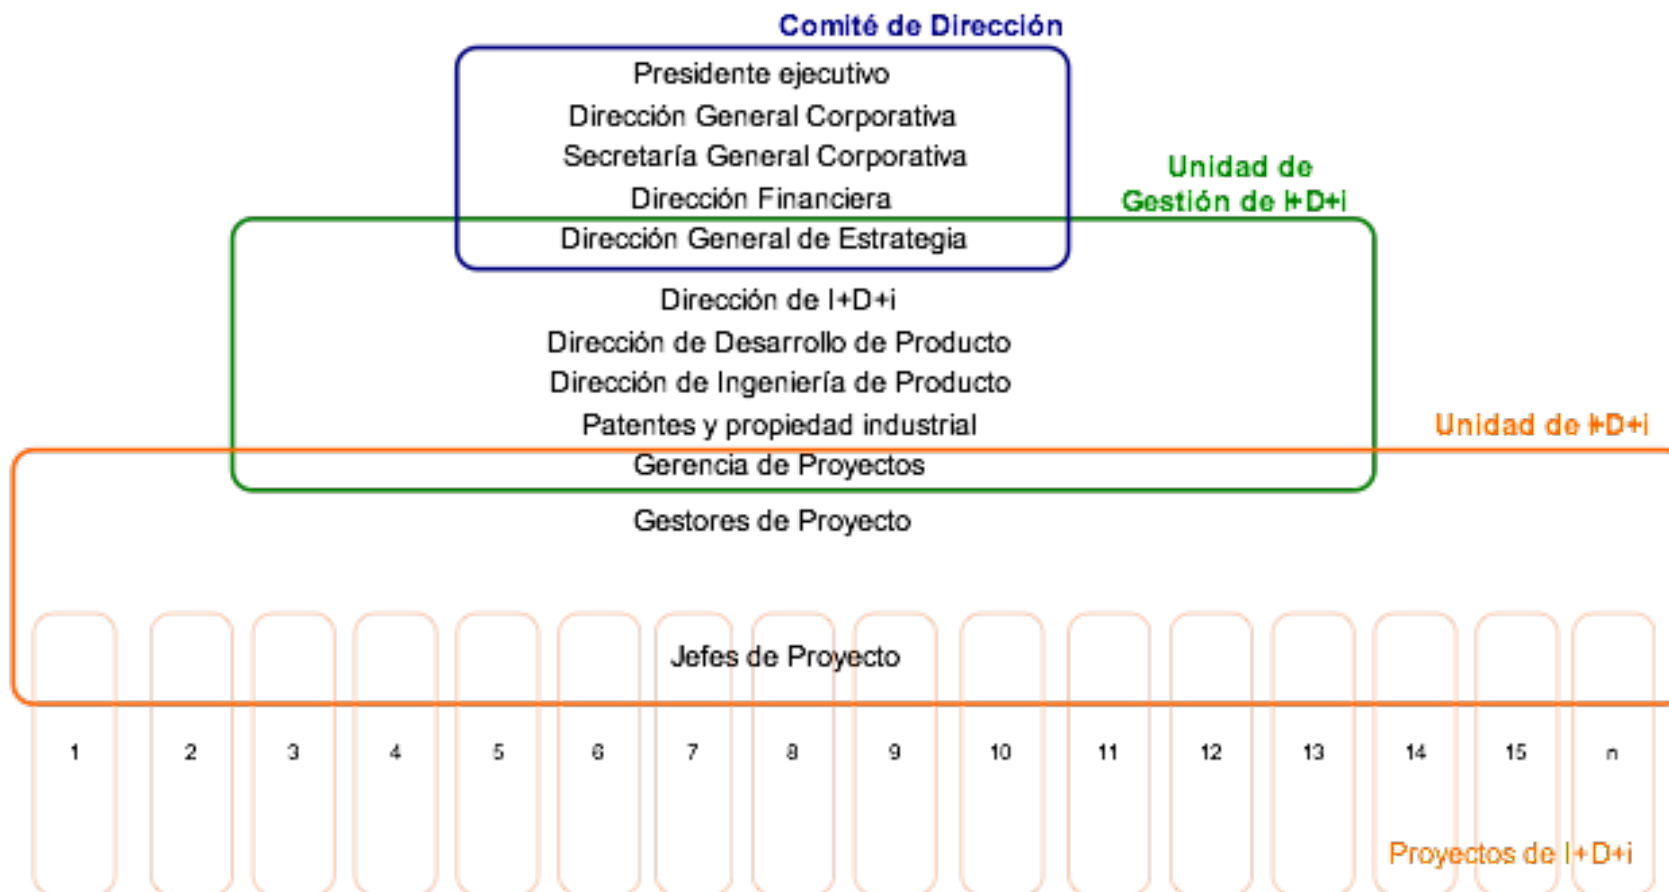 Comité de Dirección
Presidente ejecutivo
Dirección General Corporativa
Secretaría General Corporativa
Dirección Financiera
Dirección General de Estrategia
Unidad de
Gestión de I+D+i
Dirección de I+D+i
Dirección de Desarrollo de Producto
Dirección de Ingeniería de Producto
Patentes y propiedad industrial
Gerencia de Proyectos
Unidad de I+D+i
Gestores de Proyecto
Jefes de Proyecto
1 2 3 4 5 6 7 8 9 10 11 12 13 14 15 n
Proyectos de I+D+i